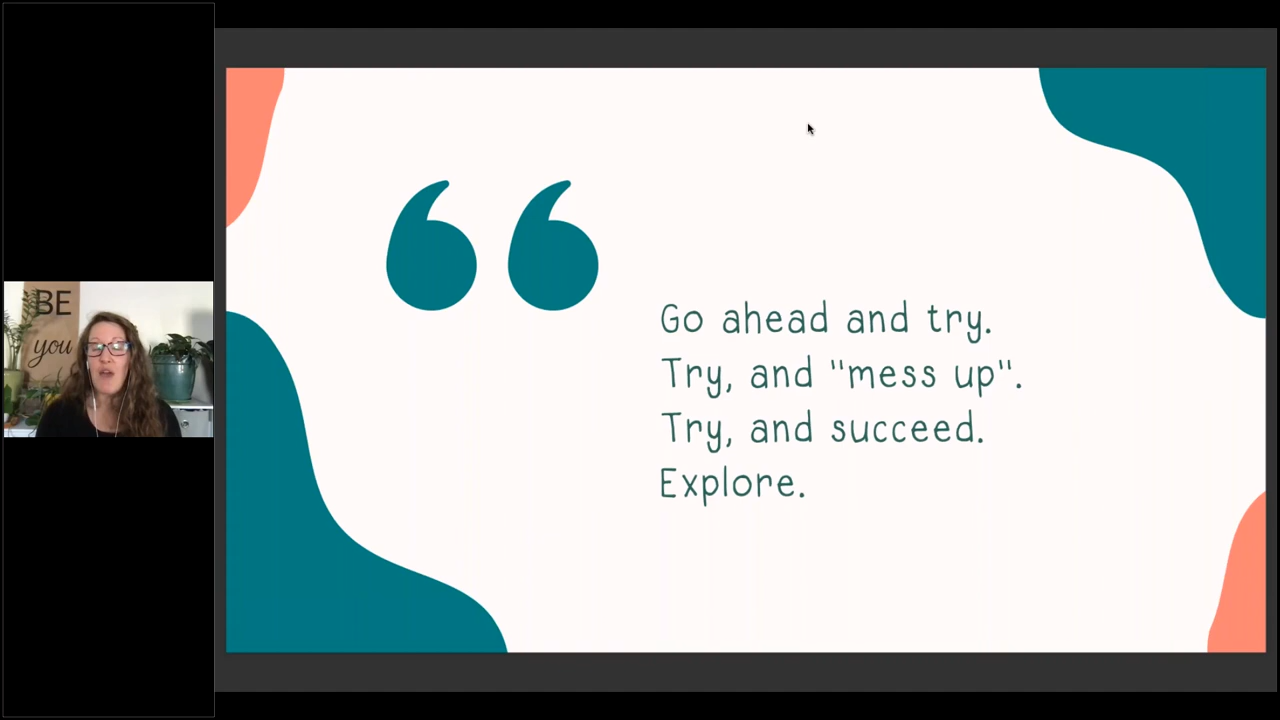 BE
you
Go ahead and try.
Try, and "mess up".
Try, and succeed.
Explore.